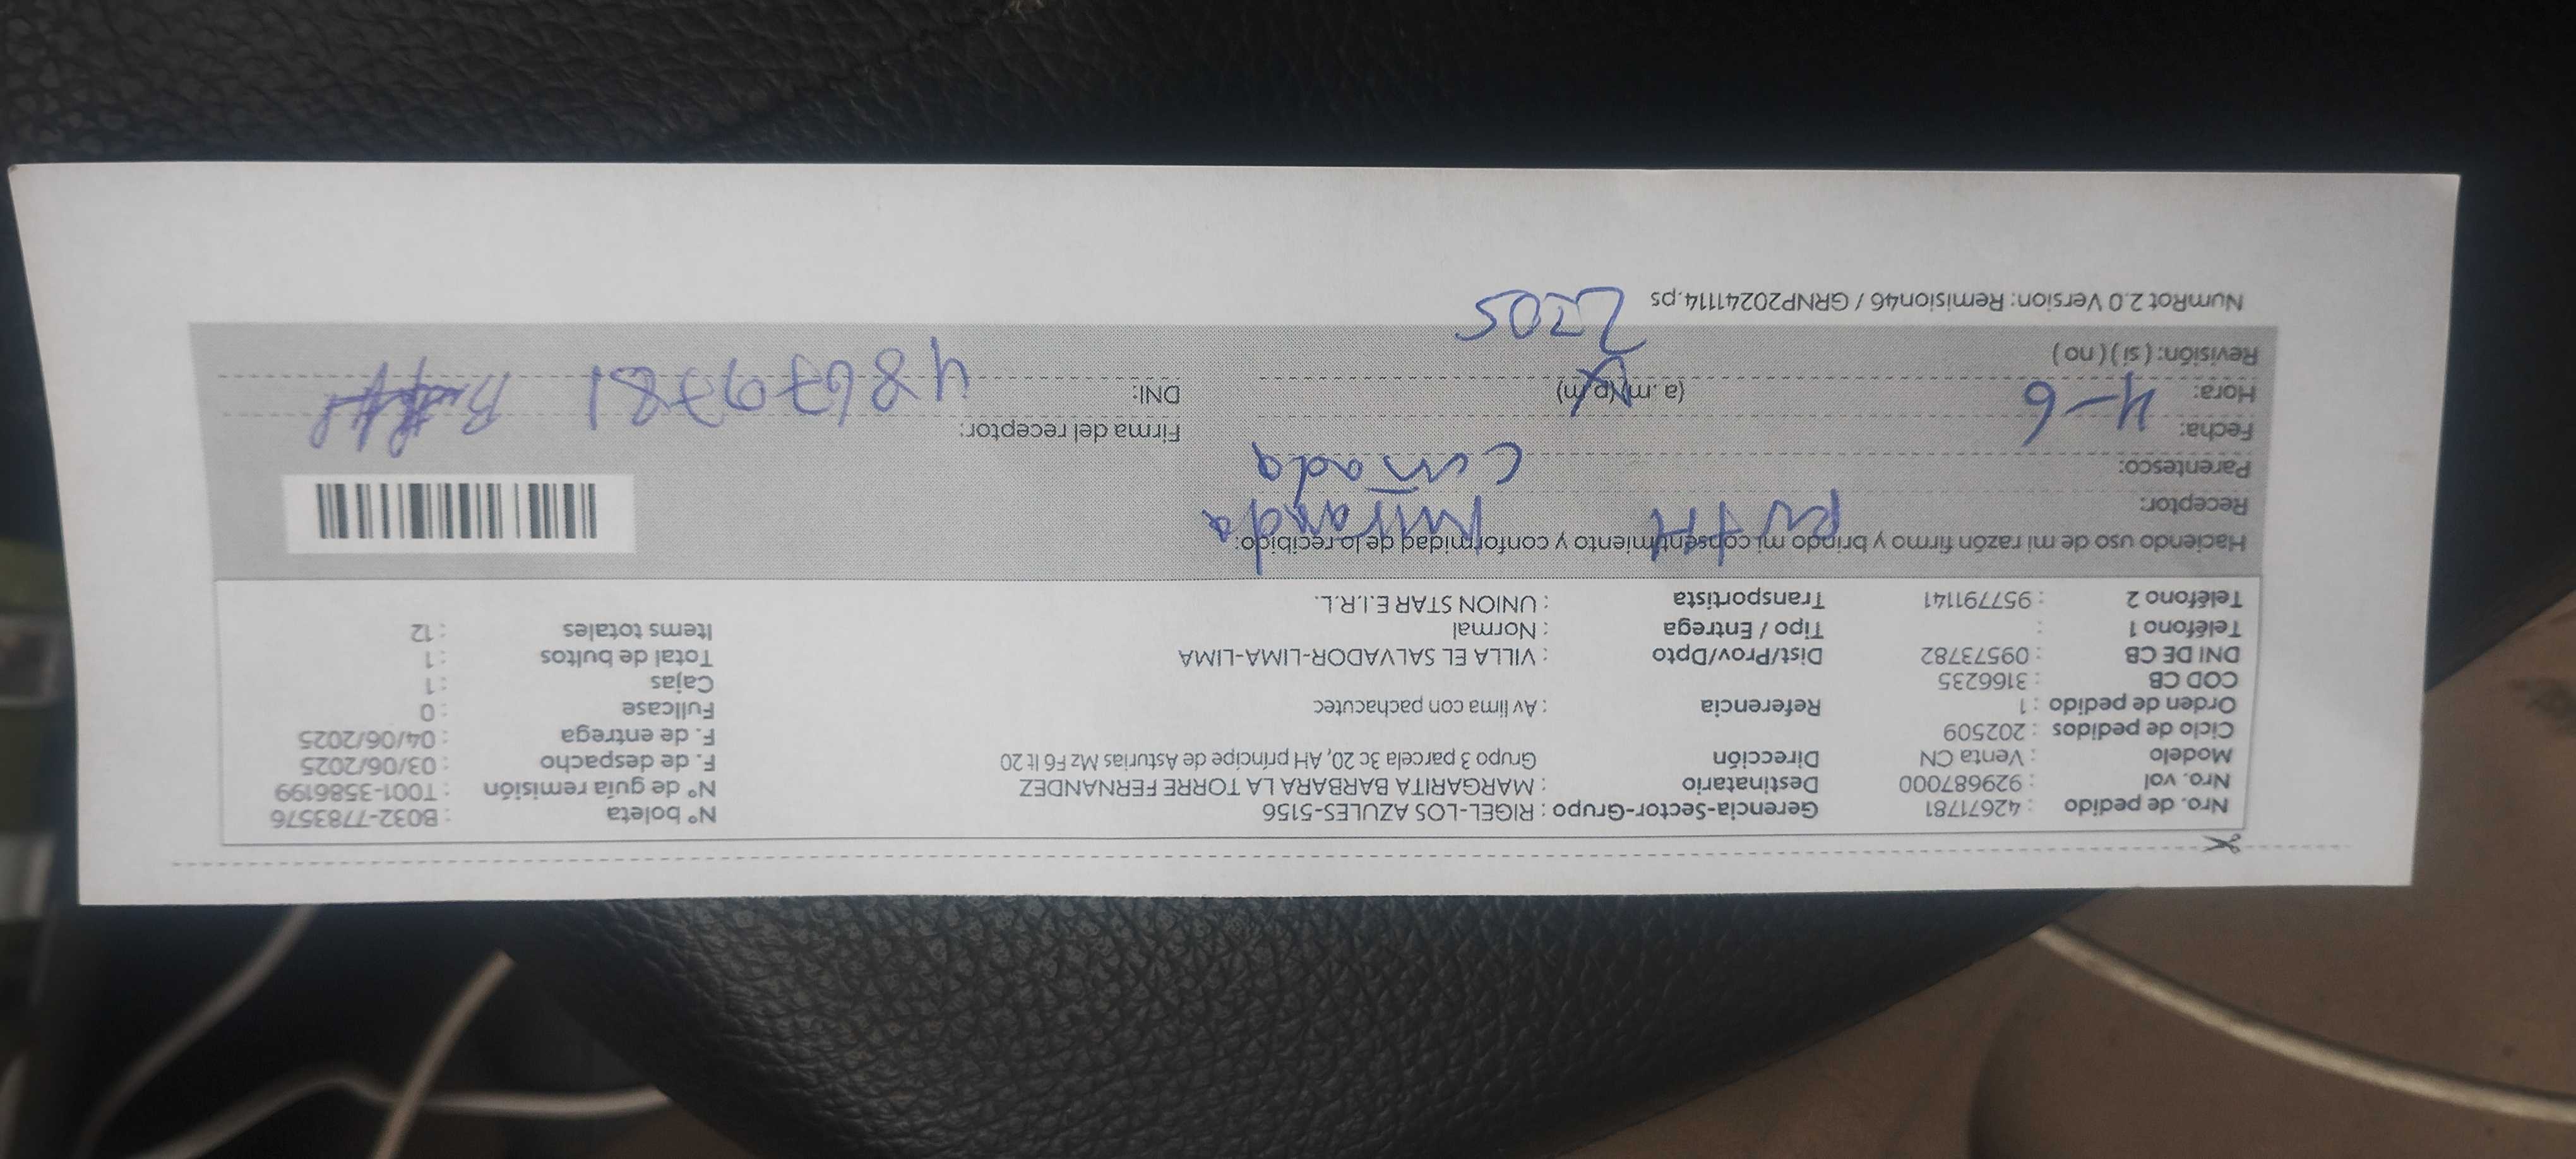 Nro. de pedido : 42671781 Gerencia-Sector-Grupo : RIGEL-LOS AZULES-5156 N° boleta : B032-7783576
Nro. vol : 929687000 Destinatario : MARGARITA BARBARA LA TORRE FERNANDEZ N° de guía remisión : T001-3586199
Modelo : Venta CN Dirección Grupo 3 parcela 3c 20, AH príncipe de Asturias Mz F6 lt 20 F. de despacho : 03/06/2025
Ciclo de pedidos : 202509 F. de entrega : 04/06/2025
Orden de pedido : 1 Referencia : Av lima con pachacutec Fullcase : 0
COD CB : 3166235 Cajas : 1
DNI DE CB : 09573782 Dist/Prov/Dpto : VILLA EL SALVADOR-LIMA-LIMA Total de bultos : 1
Teléfono 1 : Tipo / Entrega : Normal Items totales : 12
Teléfono 2 : 957791141 Transportista : UNION STAR E.I.R.L.
Haciendo uso de mi razón firmo y brindo mi consentimiento y conformidad de lo recibido:
Receptor: Ruth Miranda
Parentesco: Cuñada
Fecha: 4-6 Firma del receptor:
Hora: (a .m) (p.m) DNI: 48679781
Revisión: ( si ) ( no )
NumRot 2.0 Version: Remision46 / GRNP20241114.ps